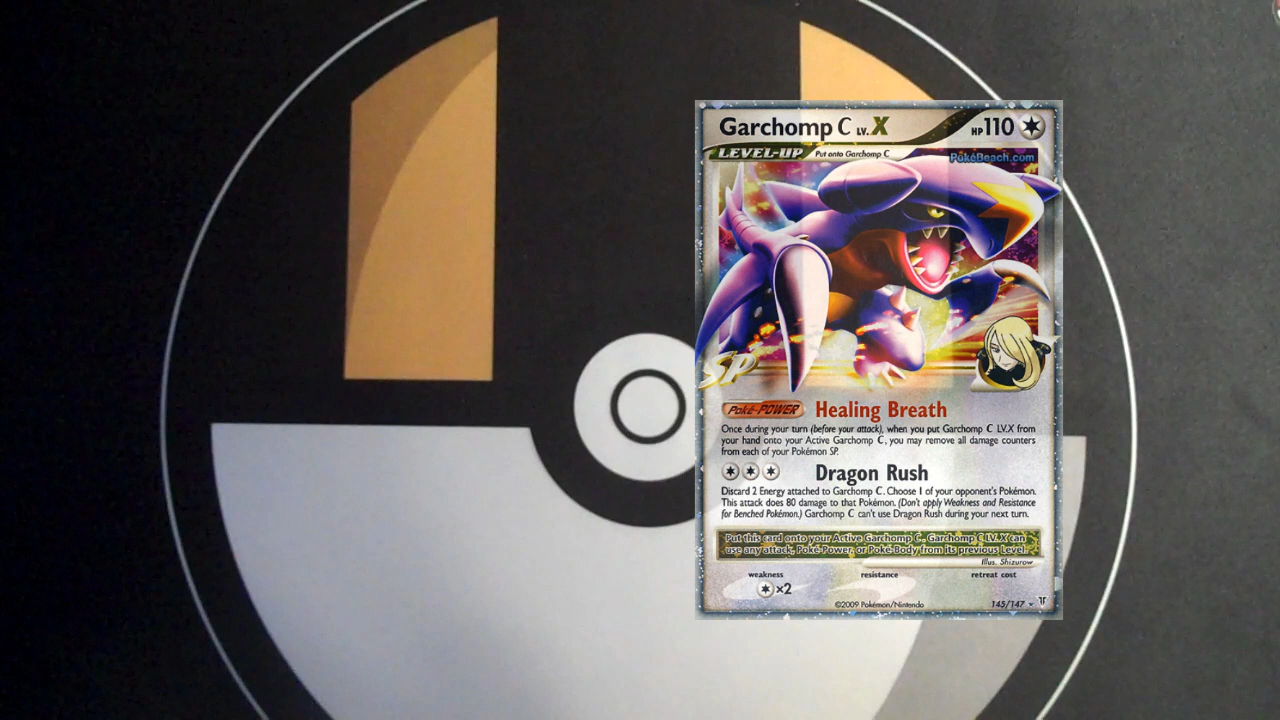 Garchomp C LV.X HP110
LEVEL-UP Put onto Garchomp C
PokéBeach.com
SP
Poké-POWER Healing Breath
Once during your turn (before your attack), when you put Garchomp C LV.X from
your hand onto your Active Garchomp C, you may remove all damage counters
from each of your Pokémon SP.
Dragon Rush
Discard 2 Energy attached to Garchomp C. Choose 1 of your opponent's Pokémon.
This attack does 80 damage to that Pokémon. (Don't apply Weakness and Resistance
for Benched Pokémon.) Garchomp C can't use Dragon Rush during your next turn.
Put this card onto your Active Garchomp C. Garchomp C LV.X can
use any attack, Poké-Power, or Poké-Body from its previous Level.
Illus. Shizurow
weakness resistance retreat cost
×2
©2009 Pokémon/Nintendo 145/147